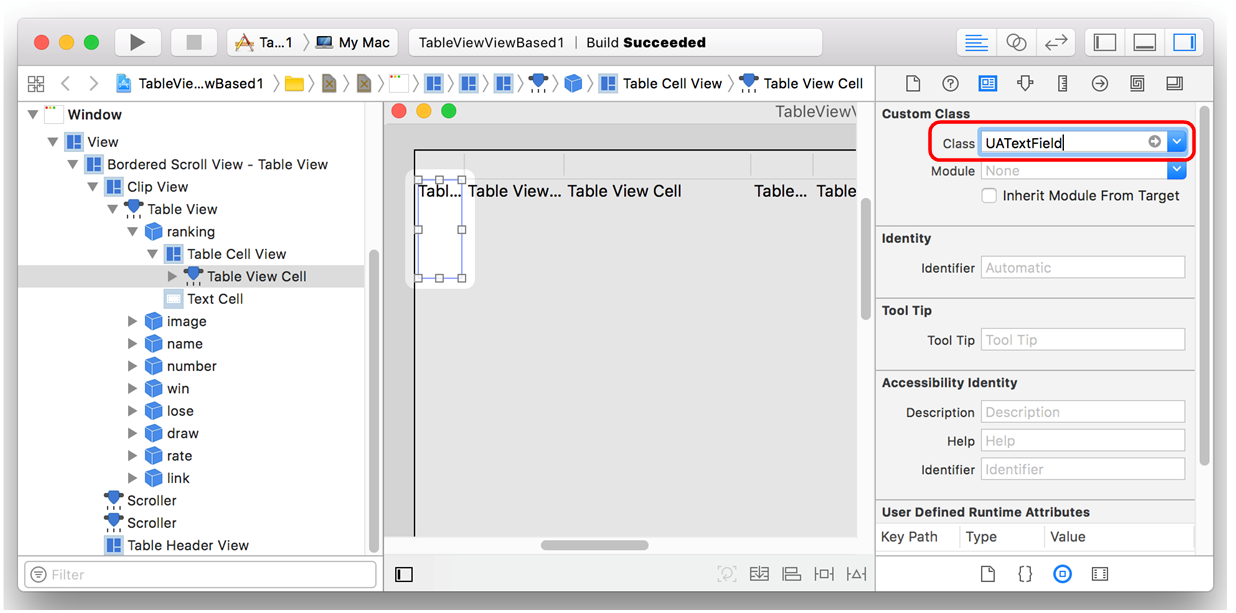 Ta...1 My Mac TableViewViewBased1 | Build Succeeded
TableVie...wBased1 Table Cell View Table View Cell
Window
View
Bordered Scroll View - Table View
Clip View
Table View
ranking
Table Cell View
Table View Cell
Text Cell
image
name
number
win
lose
draw
rate
link
Scroller
Scroller
Table Header View
Filter
TableViewV
Tabl... Table View... Table View Cell Table... Table
Custom Class
Class UATextField
Module None
Inherit Module From Target
Identity
Identifier Automatic
Tool Tip
Tool Tip Tool Tip
Accessibility Identity
Description Description
Help Help
Identifier Identifier
User Defined Runtime Attributes
Key Path Type Value